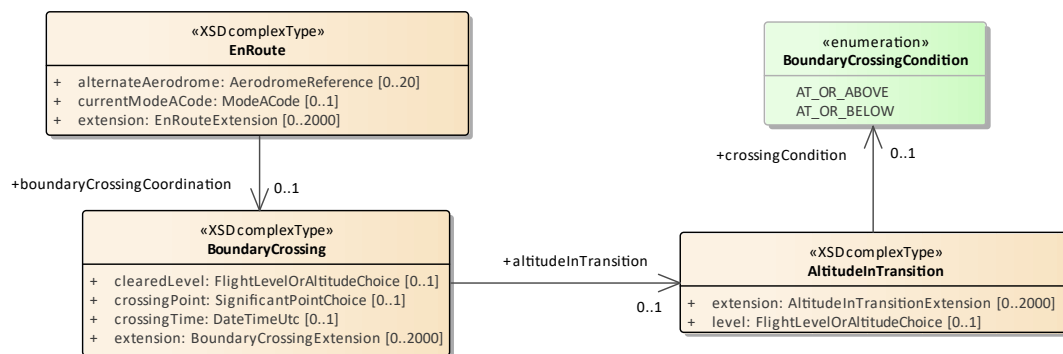 «XSDcomplexType»
EnRoute
+ alternateAerodrome: AerodromeReference [0..20]
+ currentModeACode: ModeACode [0..1]
+ extension: EnRouteExtension [0..2000]
«enumeration»
BoundaryCrossingCondition
AT_OR_ABOVE
AT_OR_BELOW
+crossingCondition
0..1
+boundaryCrossingCoordination
0..1
«XSDcomplexType»
BoundaryCrossing
+ clearedLevel: FlightLevelOrAltitudeChoice [0..1]
+ crossingPoint: SignificantPointChoice [0..1]
+ crossingTime: DateTimeUtc [0..1]
+ extension: BoundaryCrossingExtension [0..2000]
+altitudeInTransition
0..1
«XSDcomplexType»
AltitudeInTransition
+ extension: AltitudeInTransitionExtension [0..2000]
+ level: FlightLevelOrAltitudeChoice [0..1]